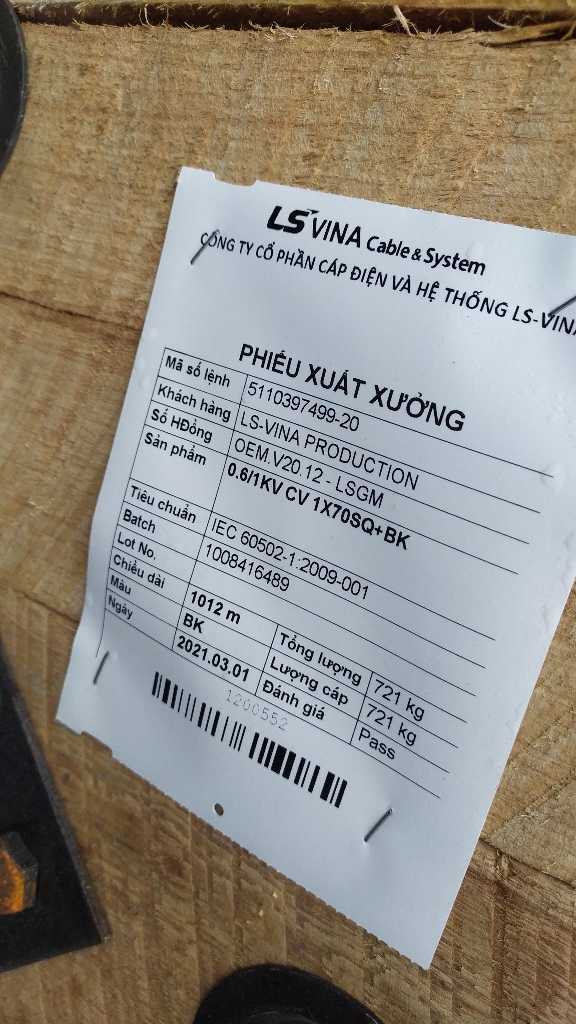 LS VINA Cable & System
CÔNG TY CỔ PHẦN CÁP ĐIỆN VÀ HỆ THỐNG LS-VINA
PHIẾU XUẤT XƯỞNG
Mã số lệnh 5110397499-20
Khách hàng LS-VINA PRODUCTION
Số HĐồng OEM.V20.12 - LSGM
Sản phẩm 0.6/1KV CV 1X70SQ+BK
Tiêu chuẩn IEC 60502-1:2009-001
Batch 1008416489
Lot No.
Chiều dài 1012 m Tổng lượng 721 kg
Màu BK Lượng cáp 721 kg
Ngày 2021.03.01 Đánh giá Pass
1200552